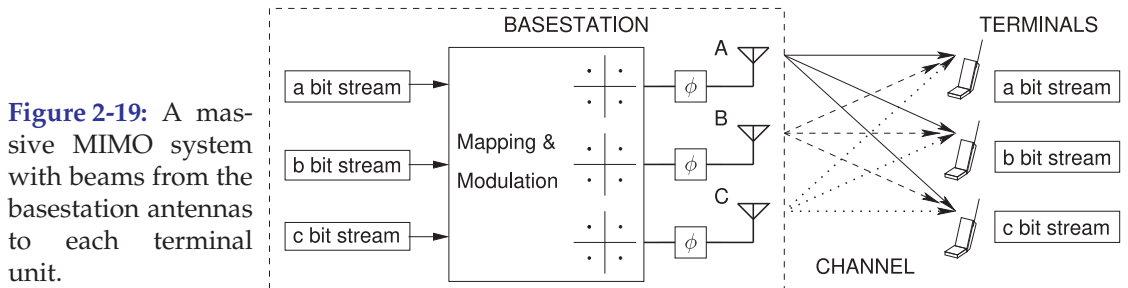 Figure 2-19: A mas-
sive MIMO system
with beams from the
basestation antennas
to each terminal
unit.
BASESTATION
TERMINALS
a bit stream
b bit stream
c bit stream
Mapping &
Modulation
ϕ
ϕ
ϕ
A
B
C
CHANNEL
a bit stream
b bit stream
c bit stream